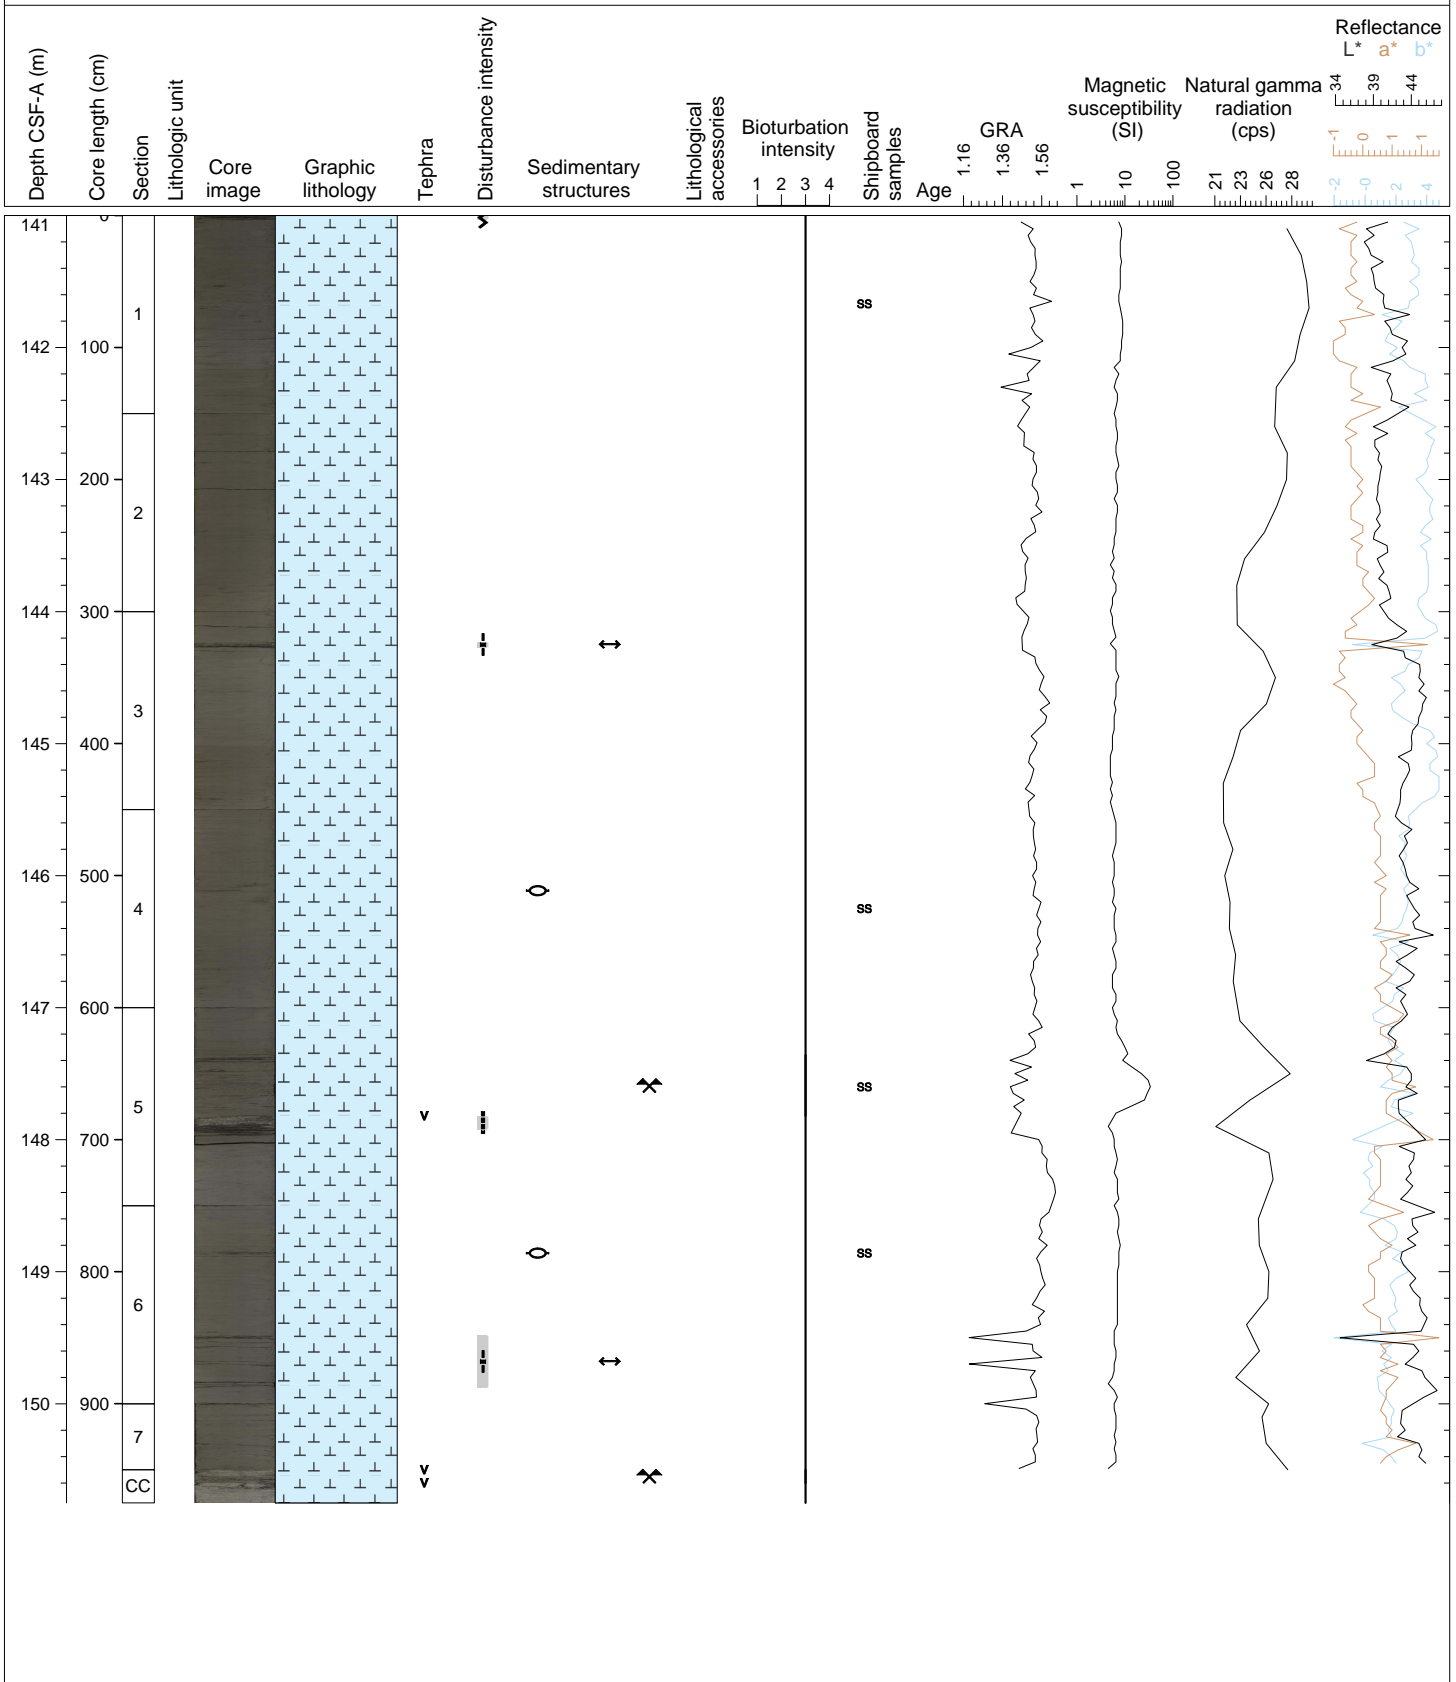 Depth CSF-A (m)
Core length (cm)
Section
Lithologic unit
Core
image
Graphic
lithology
Tephra
Disturbance intensity
Sedimentary
structures
Lithological
accessories
Bioturbation
intensity
1 2 3 4
Shipboard
samples
Age
GRA
1.16 1.36 1.56
Magnetic
susceptibility
(SI)
1 10 100
Natural gamma
radiation
(cps)
21 23 26 28
Reflectance
L* a* b*
34 39 44
-1 0 1 1
-2 -0 2 4
141 0
1
ss
142 100
143 200
2
144 300
3
145 400
146 500
4
ss
147 600
ss
5
148 700
ss
149 800
6
150 900
7
CC